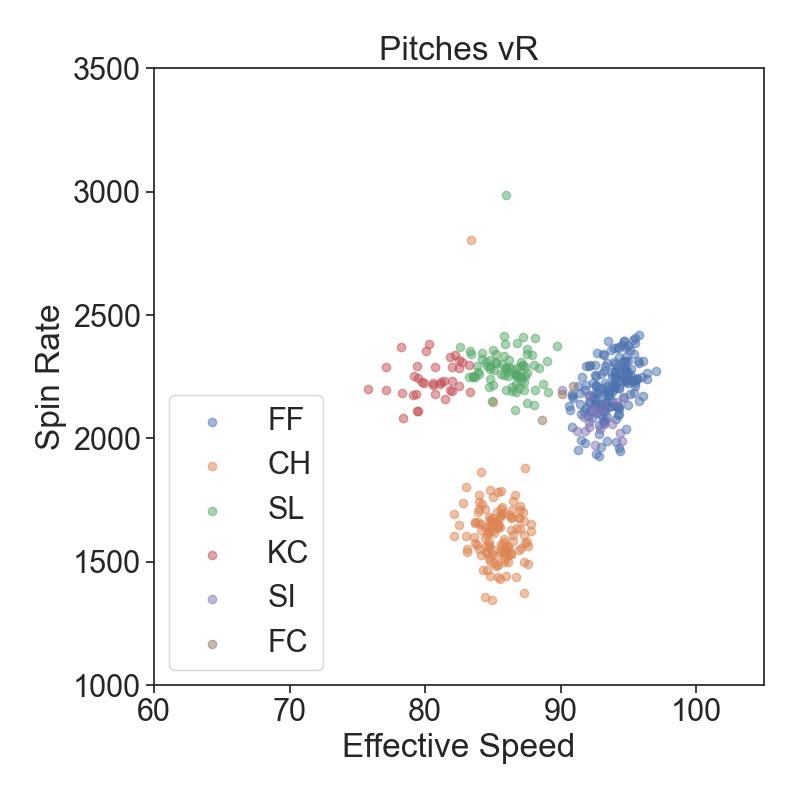 Pitches vR
3500
3000
2500
2000
1500
1000
Spin Rate
FF
CH
SL
KC
SI
FC
60 70 80 90 100
Effective Speed